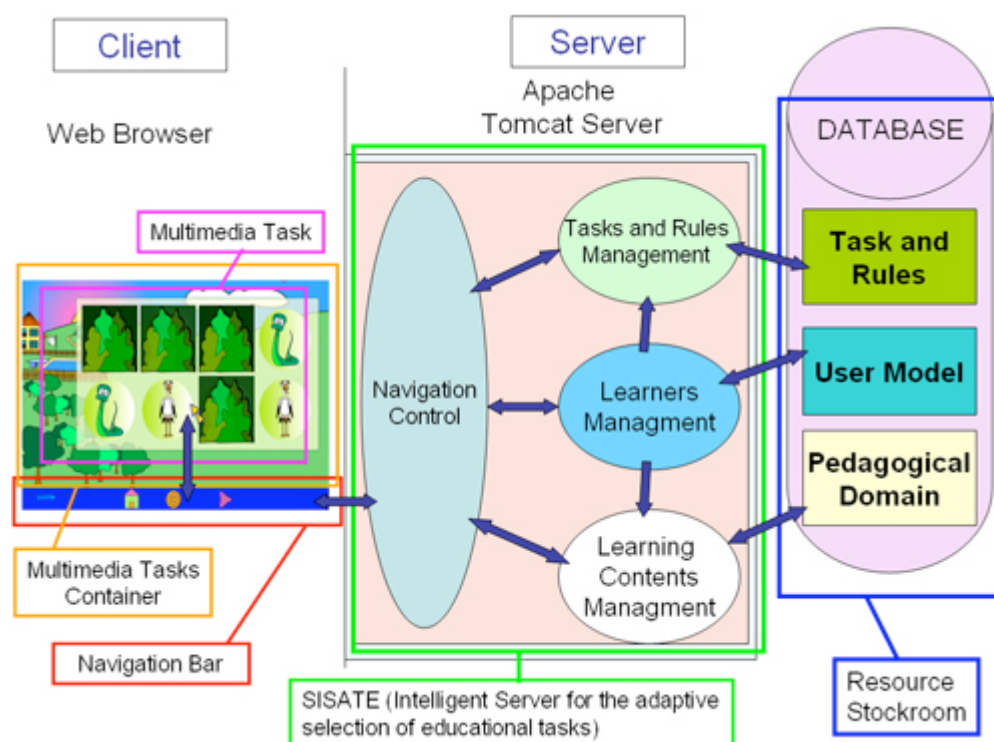 Client
Server
Web Browser
Apache
Tomcat Server
DATABASE
Multimedia Task
Tasks and Rules
Management
Task and
Rules
Navigation
Control
Learners
Managment
User Model
Pedagogical
Domain
Learning
Contents
Managment
Multimedia Tasks
Container
Navigation Bar
SISATE (Intelligent Server for the adaptive
selection of educational tasks)
Resource
Stockroom